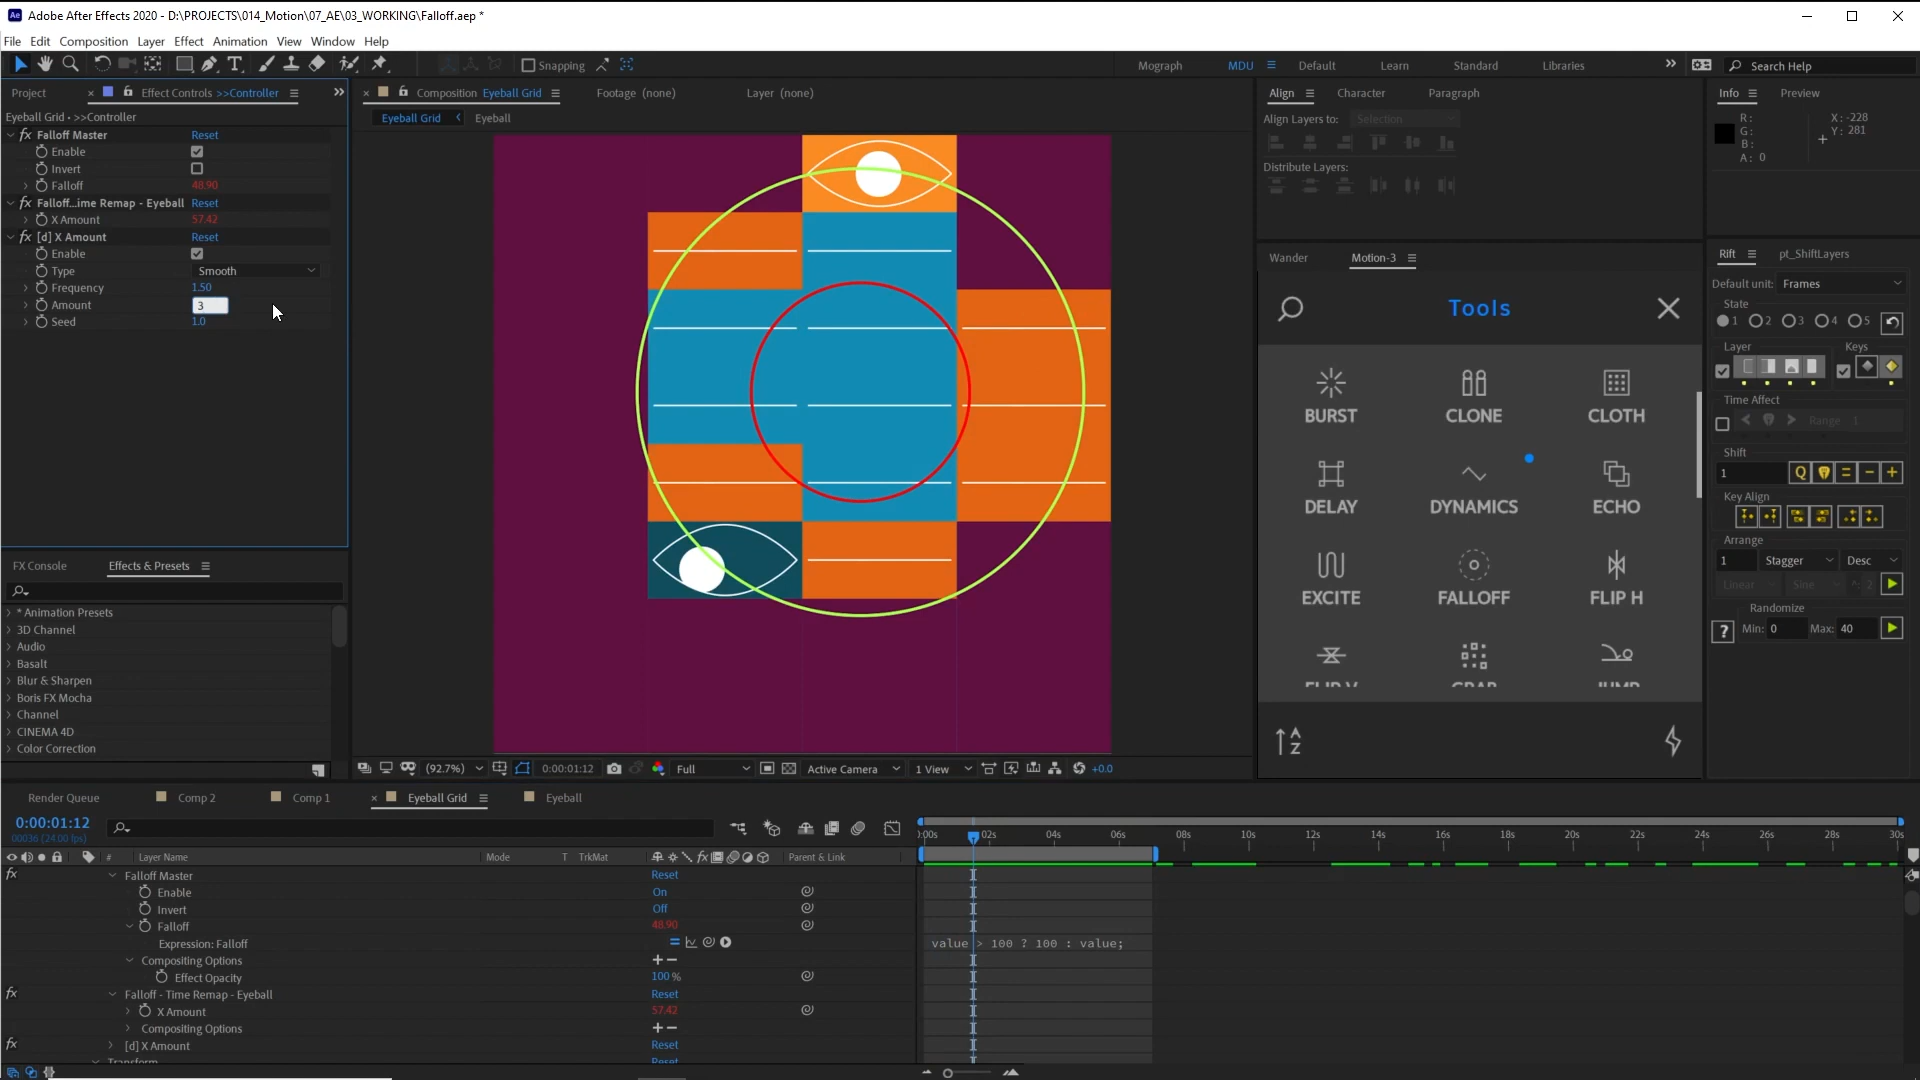 Adobe After Effects 2020 - D:\PROJECTS\014_Motion\07_AE\03_WORKING\Falloff.aep *
File Edit Composition Layer Effect Animation View Window Help
Snapping
Mograph MDU Default Learn Standard Libraries
Search Help
Project
Effect Controls >>Controller
Eyeball Grid • >>Controller
Falloff Master Reset
Enable
Invert
Falloff 48.90
Falloff...ime Remap - Eyeball Reset
X Amount 57.42
[d] X Amount Reset
Enable
Type Smooth
Frequency 1.50
Amount 3
Seed 1.0
FX Console
Effects & Presets
* Animation Presets
3D Channel
Audio
Basalt
Blur & Sharpen
Boris FX Mocha
Channel
CINEMA 4D
Color Correction
Composition Eyeball Grid
Footage (none)
Layer (none)
Eyeball Grid
Eyeball
(92.7%)
0:00:01:12
Full
Active Camera
1 View
+0.0
Align
Character
Paragraph
Align Layers to: Selection
Distribute Layers:
Wander
Motion-3
Tools
BURST
CLONE
CLOTH
DELAY
DYNAMICS
ECHO
EXCITE
FALLOFF
FLIP H
FLIP V
GRAB
JUMP
A
Z
Info
Preview
R:
G:
B:
A: 0
X: -228
Y: 281
Rift
pt_ShiftLayers
Default unit: Frames
State
1 2 3 4 5
Layer
Keys
Time Affect
Range 1
Shift
1 Q = − +
Key Align
Arrange
1 Stagger Desc
Linear Sine 2
Randomize
? Min: 0 Max: 40
Render Queue
Comp 2
Comp 1
Eyeball Grid
Eyeball
0:00:01:12
00036 (24.00 fps)
# Layer Name Mode T TrkMat Parent & Link
:00s 02s 04s 06s 08s 10s 12s 14s 16s 18s 20s 22s 24s 26s 28s 30s
Falloff Master Reset
Enable On
Invert Off
Falloff 48.90
Expression: Falloff
value > 100 ? 100 : value;
Compositing Options
Effect Opacity 100 %
Falloff - Time Remap - Eyeball Reset
X Amount 57.42
Compositing Options
[d] X Amount Reset
Transform Reset